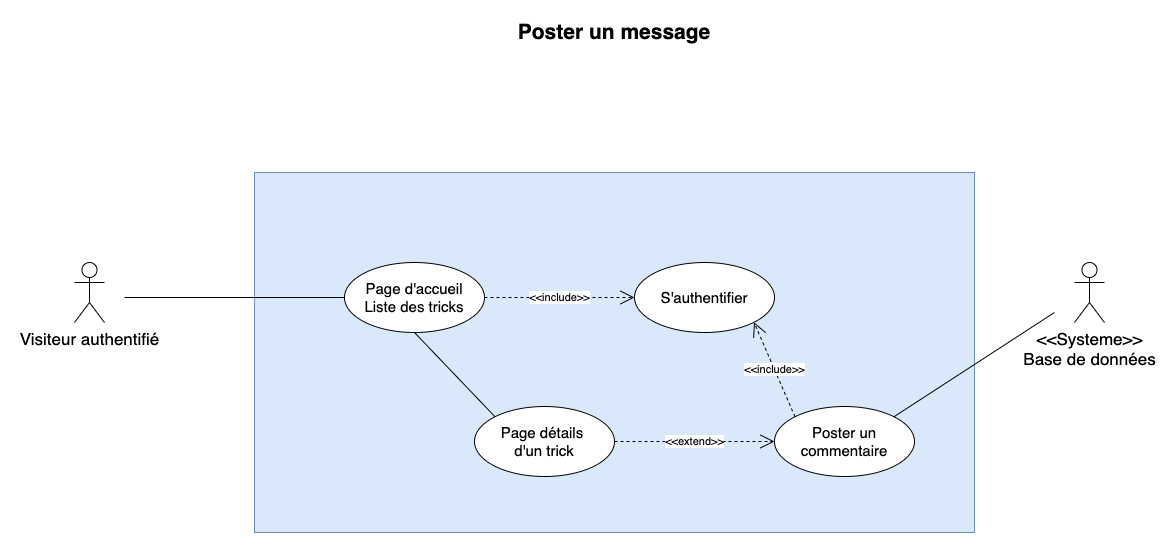 Poster un message
Page d'accueil
Liste des tricks
<<include>>
S'authentifier
Visiteur authentifié
<<Systeme>>
Base de données
<<include>>
Page détails
d'un trick
<<extend>>
Poster un
commentaire